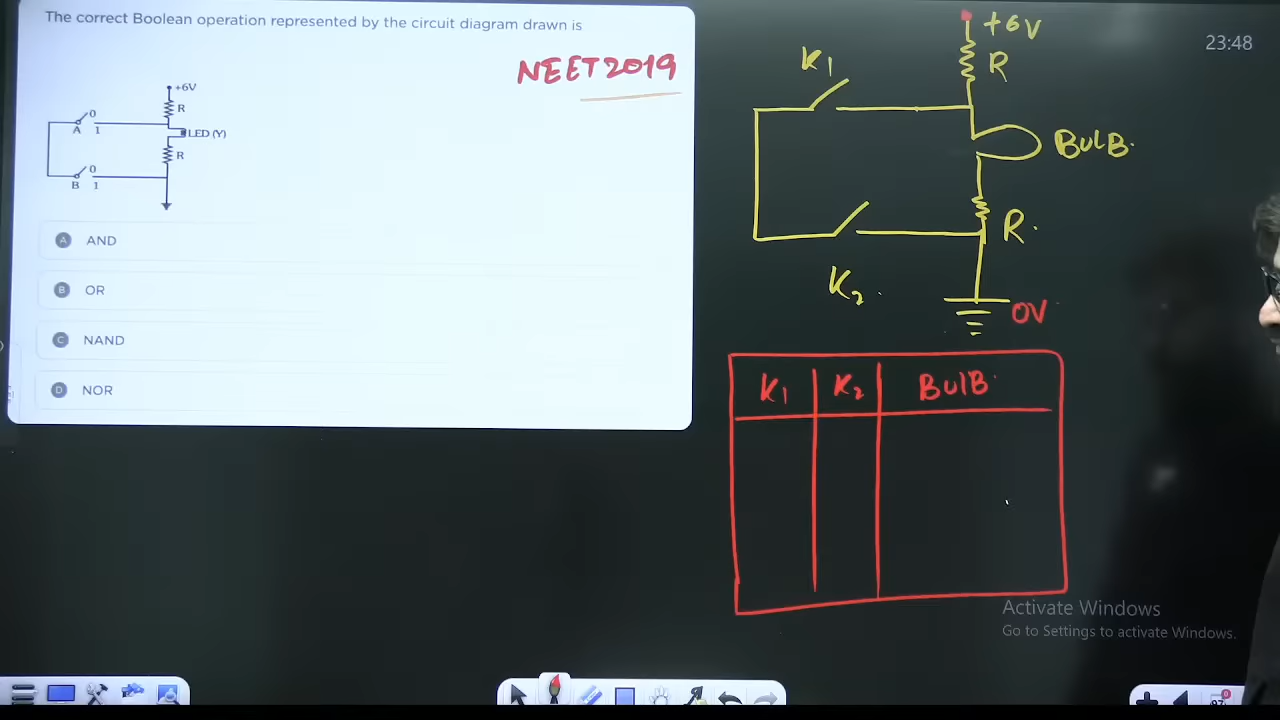 The correct Boolean operation represented by the circuit diagram drawn is
NEET2019
+6V
R
LED (Y)
R
A
0
1
B
0
1
A AND
B OR
C NAND
D NOR
+6V
23:48
K1
R
BulB.
R.
K2.
0V
K1 K2 BulB.
Activate Windows
Go to Settings to activate Windows.